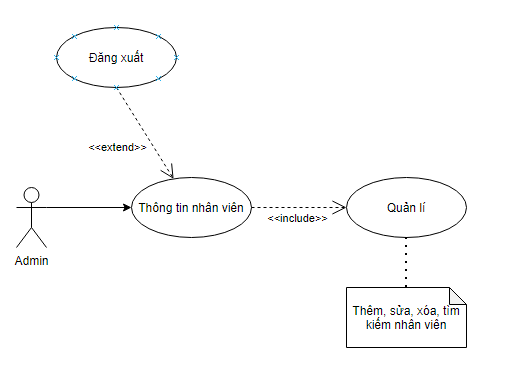 Đăng xuất
<<extend>>
Thông tin nhân viên
<<include>>
Quản lí
Admin
Thêm, sửa, xóa, tìm
kiếm nhân viên